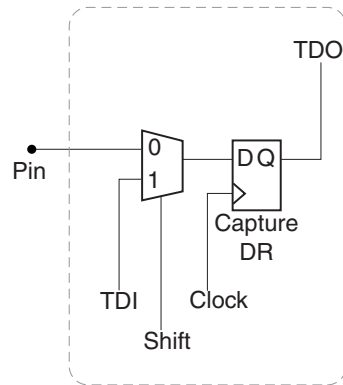 TDO
0
D Q
Pin
1
Capture
DR
TDI
Clock
Shift